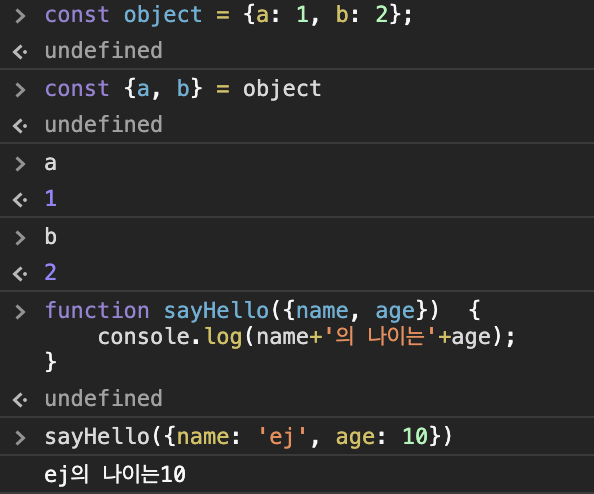 > const object = {a: 1, b: 2};
<· undefined
> const {a, b} = object
<· undefined
> a
<· 1
> b
<· 2
> function sayHello({name, age})  {
    console.log(name+'의 나이는'+age);
}
<· undefined
> sayHello({name: 'ej', age: 10})
ej의 나이는10